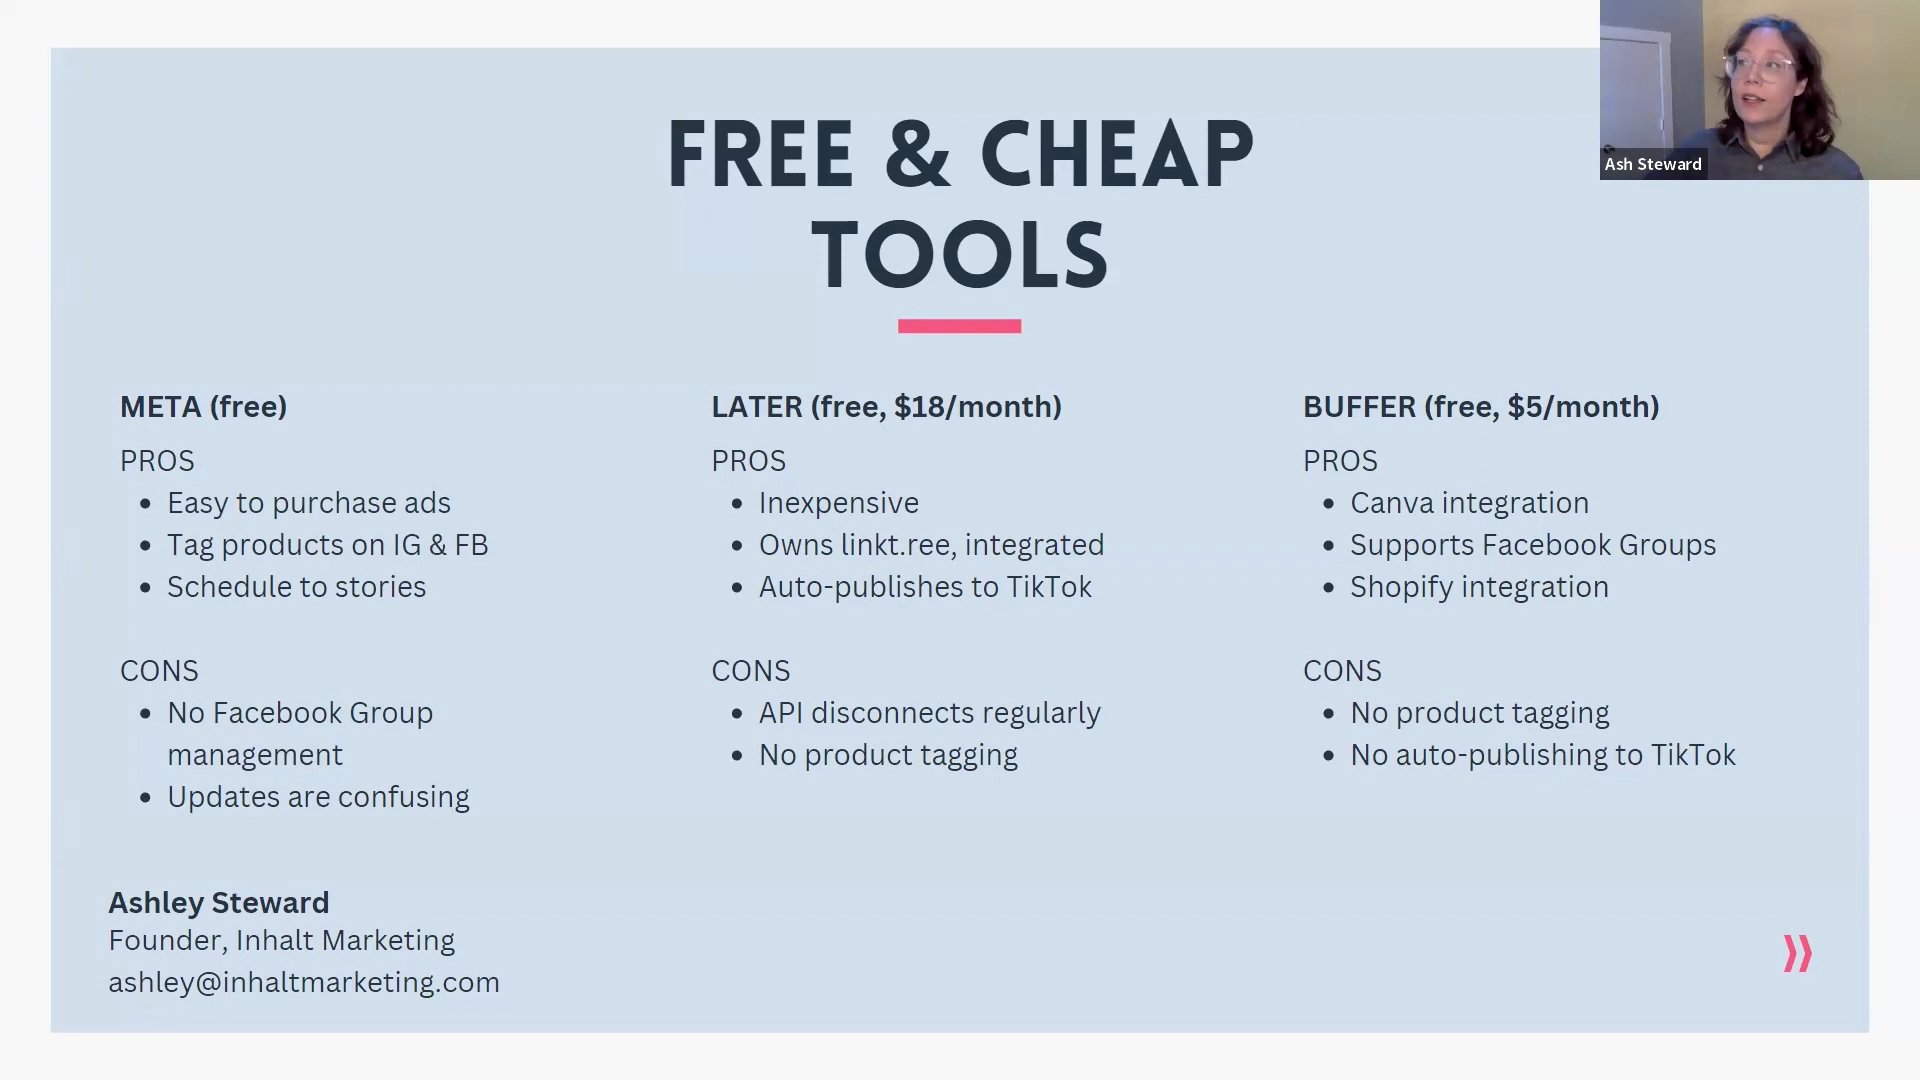 FREE & CHEAP
TOOLS
Ash Steward
META (free)
PROS
• Easy to purchase ads
• Tag products on IG & FB
• Schedule to stories
CONS
• No Facebook Group
management
• Updates are confusing
LATER (free, $18/month)
PROS
• Inexpensive
• Owns linkt.ree, integrated
• Auto-publishes to TikTok
CONS
• API disconnects regularly
• No product tagging
BUFFER (free, $5/month)
PROS
• Canva integration
• Supports Facebook Groups
• Shopify integration
CONS
• No product tagging
• No auto-publishing to TikTok
Ashley Steward
Founder, Inhalt Marketing
ashley@inhaltmarketing.com